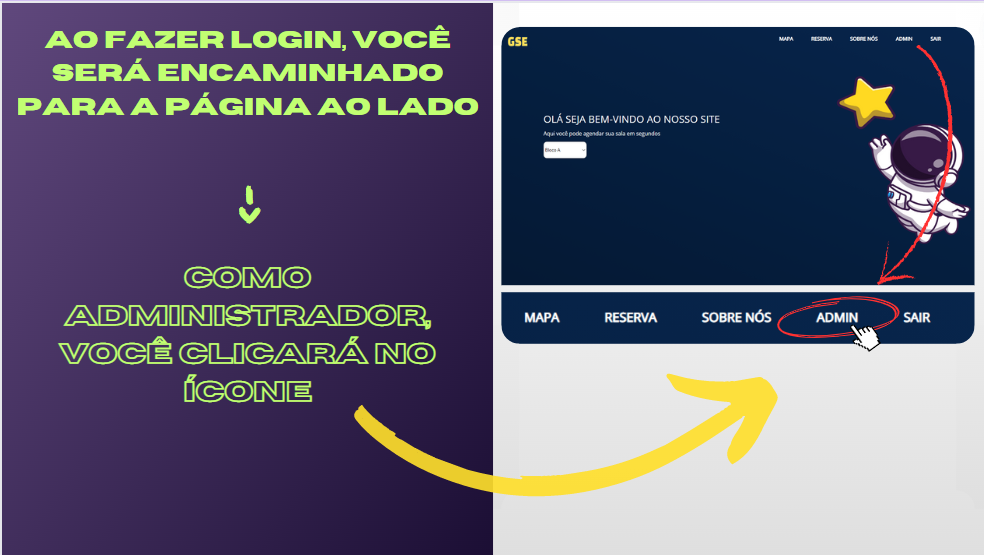 AO FAZER LOGIN, VOCÊ
SERÁ ENCAMINHADO
PARA A PÁGINA AO LADO
COMO
ADMINISTRADOR,
VOCÊ CLICARÁ NO
ÍCONE
GSE
MAPA RESERVA SOBRE NÓS ADMIN SAIR
OLÁ SEJA BEM-VINDO AO NOSSO SITE
Aqui você pode agendar sua sala em segundos
Bloco A
MAPA RESERVA SOBRE NÓS ADMIN SAIR